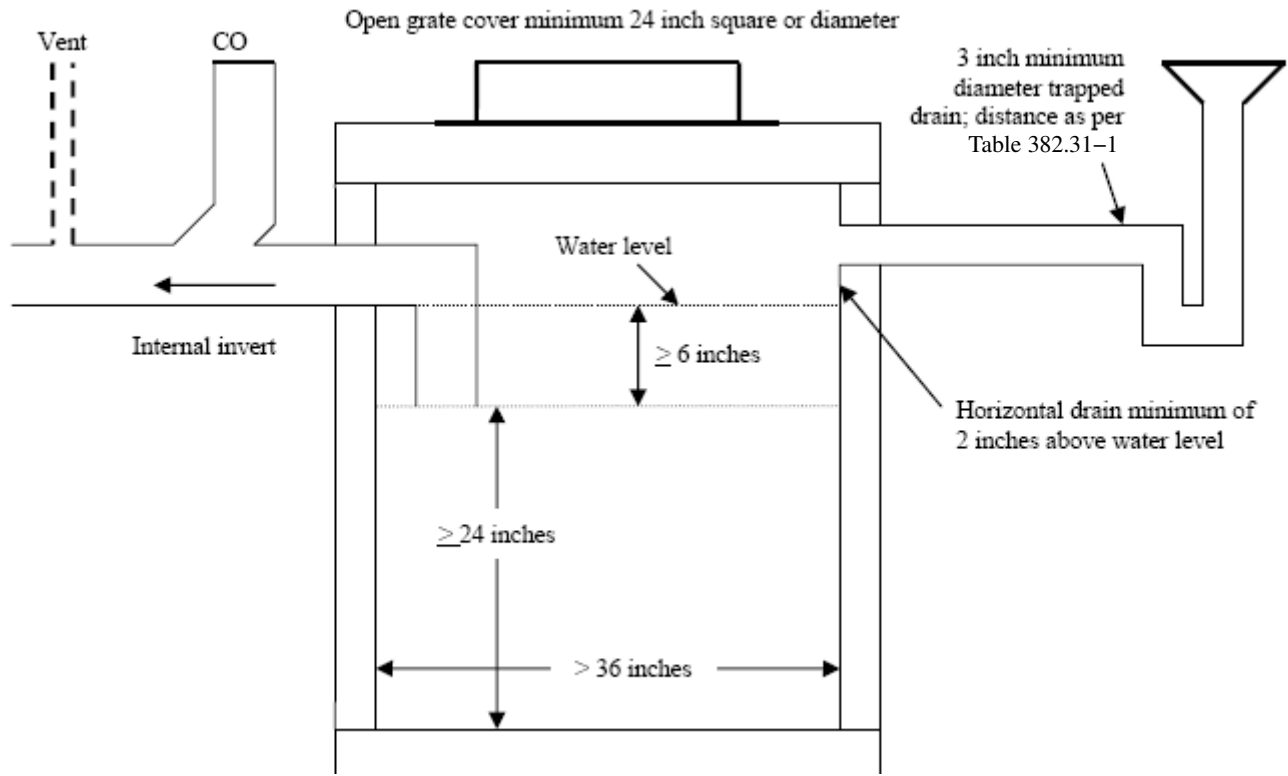 Open grate cover minimum 24 inch square or diameter
Vent
CO
3 inch minimum
diameter trapped
drain; distance as per
Table 382.31–1
Water level
Internal invert
≥ 6 inches
Horizontal drain minimum of
2 inches above water level
≥ 24 inches
> 36 inches